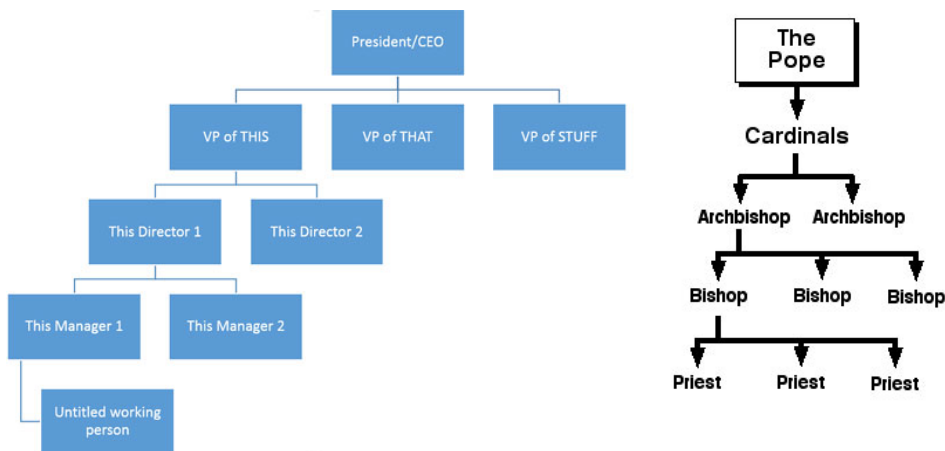 President/CEO
VP of THIS
VP of THAT
VP of STUFF
This Director 1
This Director 2
This Manager 1
This Manager 2
Untitled working
person
The
Pope
Cardinals
Archbishop
Archbishop
Bishop
Bishop
Bishop
Priest
Priest
Priest